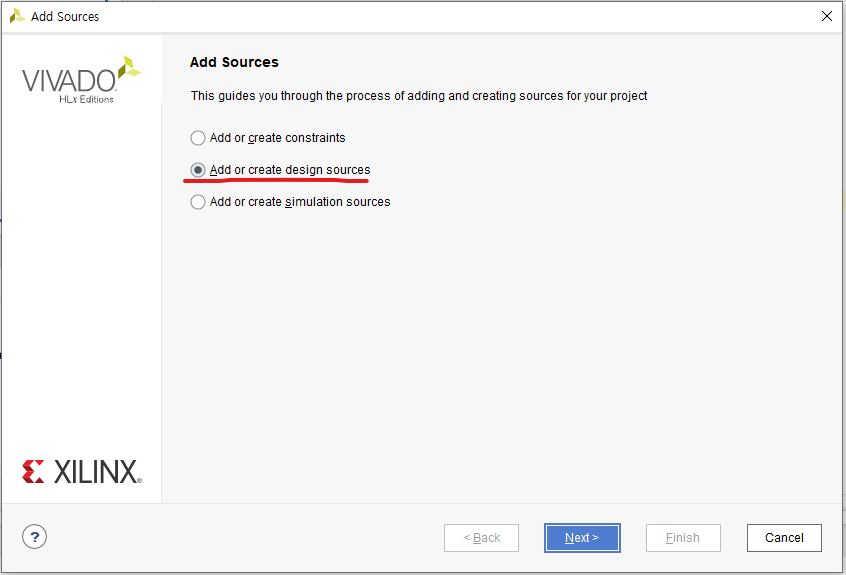 Add Sources
VIVADO
HLx Editions
Add Sources
This guides you through the process of adding and creating sources for your project
Add or create constraints
Add or create design sources
Add or create simulation sources
XILINX
?
< Back
Next >
Finish
Cancel